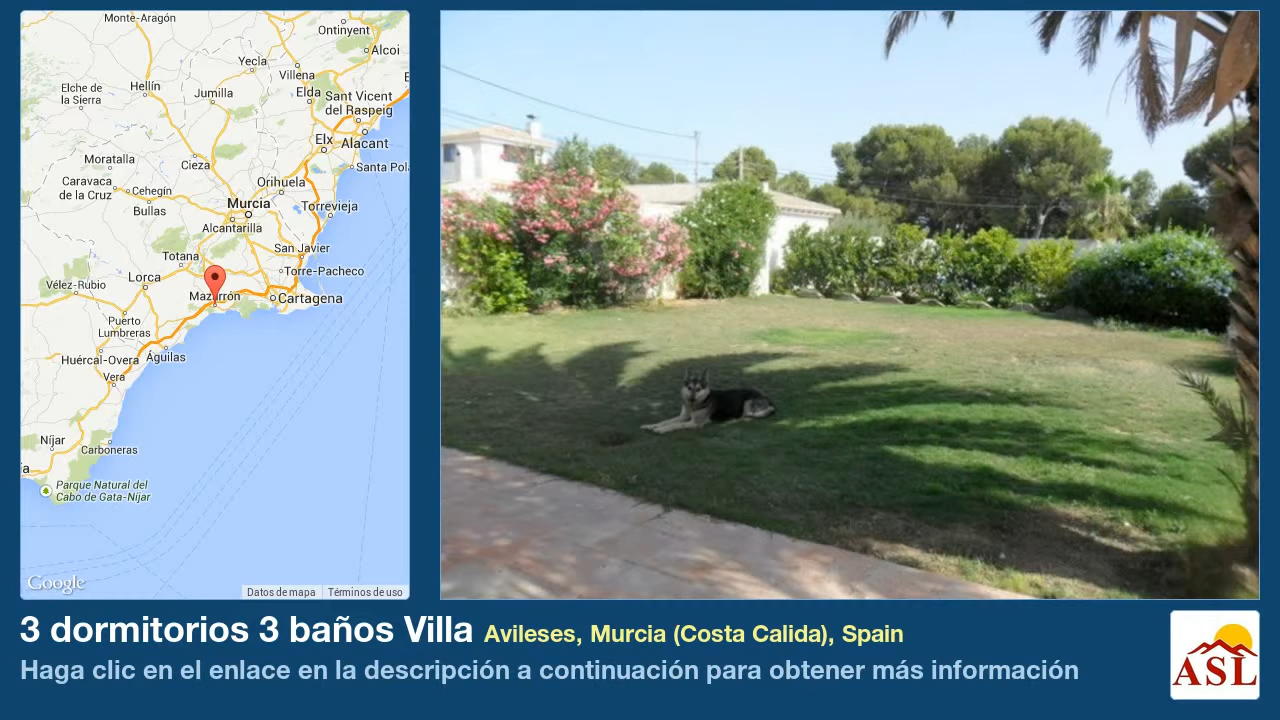 Monte-Aragón
Ontinyent
Alcoi
Yecla
Villena
Elche de
la Sierra
Hellín
Jumilla
Elda
Sant Vicent
del Raspeig
Elx
Alacant
Moratalla
Cieza
Santa Pol
Caravaca
de la Cruz
Cehegín
Orihuela
Bullas
Murcia
Torrevieja
Alcantarilla
San Javier
Totana
Torre-Pacheco
Lorca
Vélez-Rubio
Mazarrón
Cartagena
Puerto
Lumbreras
Huércal-Overa
Águilas
Vera
Níjar
Carboneras
Parque Natural del
Cabo de Gata-Níjar
Google
Datos de mapa
Términos de uso
3 dormitorios 3 baños Villa Avileses, Murcia (Costa Calida), Spain
Haga clic en el enlace en la descripción a continuación para obtener más información
ASL